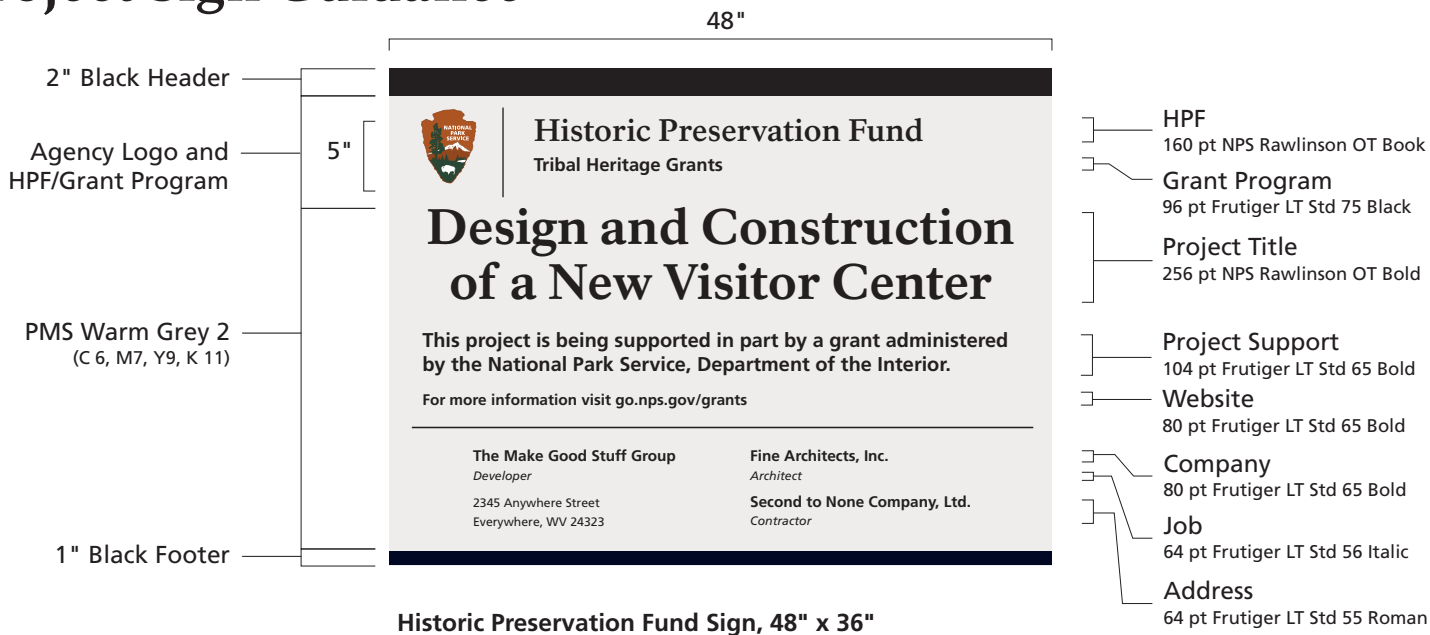 Project Sign Guidance
48"
2" Black Header
Agency Logo and
HPF/Grant Program
5"
PMS Warm Grey 2
(C 6, M7, Y9, K 11)
1" Black Footer
NATIONAL
PARK
SERVICE
Historic Preservation Fund
Tribal Heritage Grants
Design and Construction
of a New Visitor Center
This project is being supported in part by a grant administered
by the National Park Service, Department of the Interior.
For more information visit go.nps.gov/grants
The Make Good Stuff Group
Developer
2345 Anywhere Street
Everywhere, WV 24323
Fine Architects, Inc.
Architect
Second to None Company, Ltd.
Contractor
HPF
160 pt NPS Rawlinson OT Book
Grant Program
96 pt Frutiger LT Std 75 Black
Project Title
256 pt NPS Rawlinson OT Bold
Project Support
104 pt Frutiger LT Std 65 Bold
Website
80 pt Frutiger LT Std 65 Bold
Company
80 pt Frutiger LT Std 65 Bold
Job
64 pt Frutiger LT Std 56 Italic
Address
64 pt Frutiger LT Std 55 Roman
Historic Preservation Fund Sign, 48" x 36"